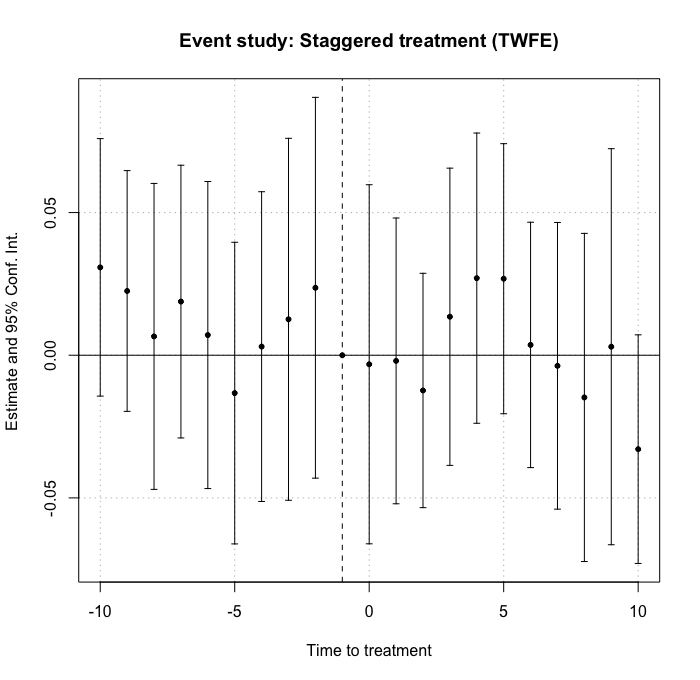 Event study: Staggered treatment (TWFE)
Estimate and 95% Conf. Int.
0.05
0.00
-0.05
-10 -5 0 5 10
Time to treatment